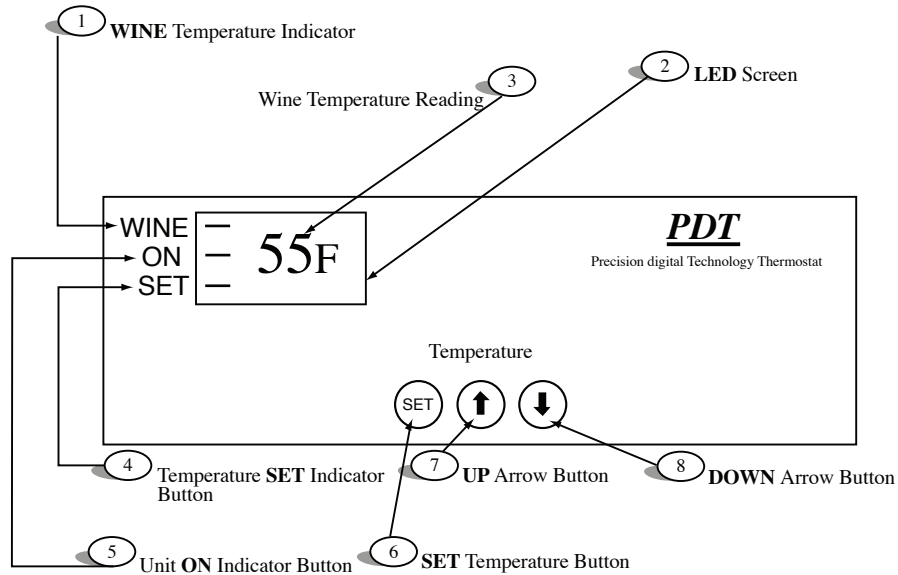 1
WINE Temperature Indicator
2
LED Screen
3
Wine Temperature Reading
WINE
ON
SET
55F
PDT
Precision digital Technology Thermostat
Temperature
SET
4
Temperature SET Indicator
Button
7
UP Arrow Button
8
DOWN Arrow Button
5
Unit ON Indicator Button
6
SET Temperature Button